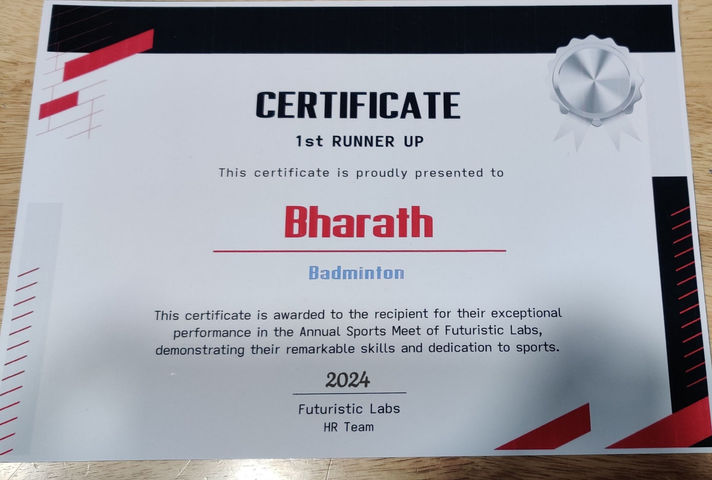 CERTIFICATE
1st RUNNER UP
This certificate is proudly presented to
Bharath
Badminton
This certificate is awarded to the recipient for their exceptional
performance in the Annual Sports Meet of Futuristic Labs,
demonstrating their remarkable skills and dedication to sports.
2024
Futuristic Labs
HR Team